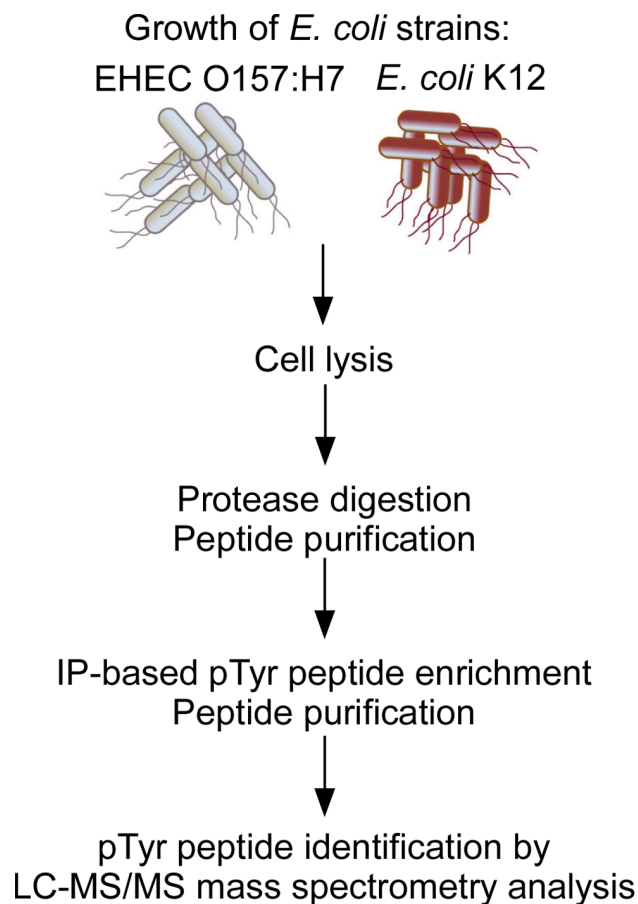 Growth of E. coli strains:
EHEC O157:H7 E. coli K12
Cell lysis
Protease digestion
Peptide purification
IP-based pTyr peptide enrichment
Peptide purification
pTyr peptide identification by
LC-MS/MS mass spectrometry analysis